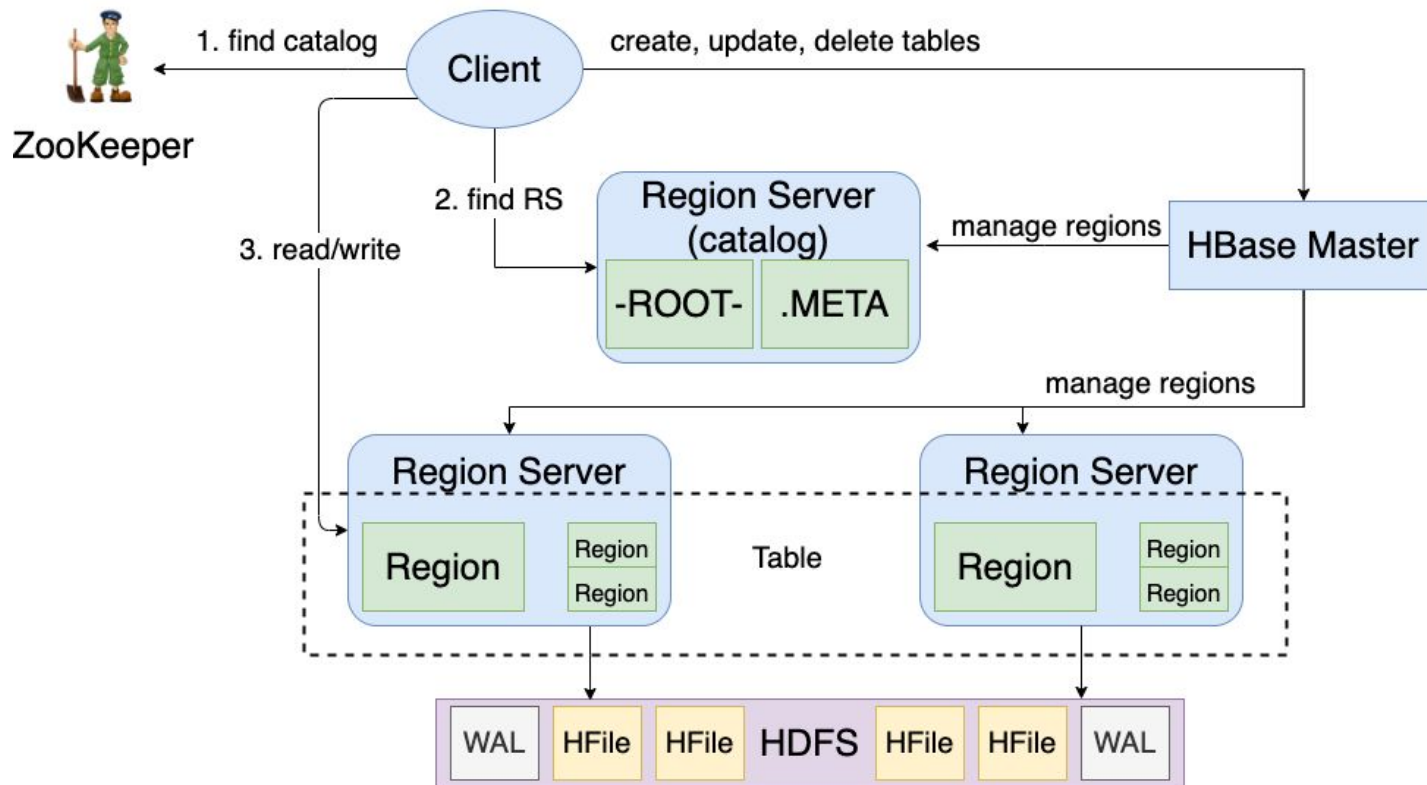 1. find catalog
Client
create, update, delete tables
ZooKeeper
2. find RS
Region Server
(catalog)
-ROOT-
.META
manage regions
HBase Master
3. read/write
manage regions
Region Server
Region
Region
Region
Table
Region Server
Region
Region
Region
WAL
HFile
HFile
HDFS
HFile
HFile
WAL